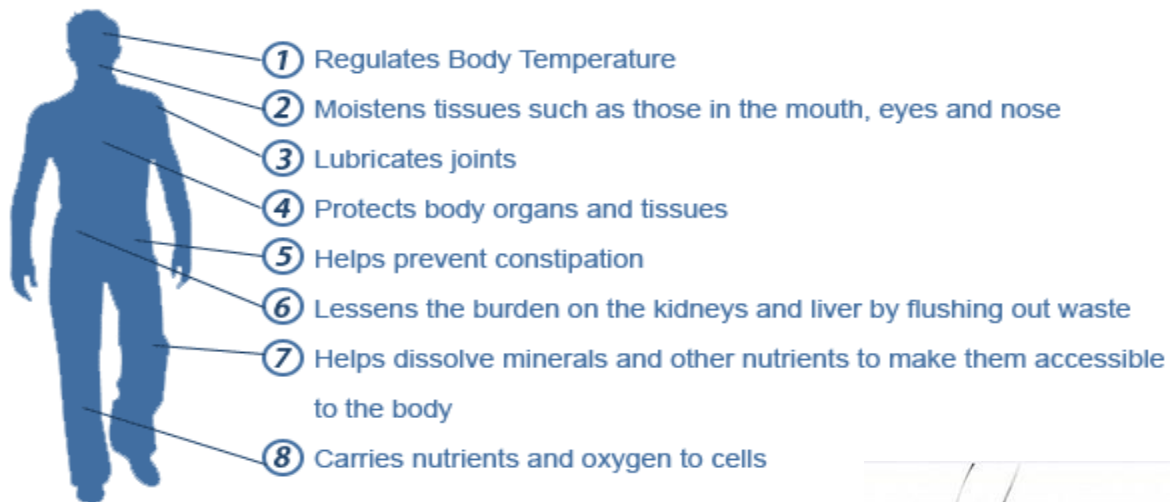 1 Regulates Body Temperature
2 Moistens tissues such as those in the mouth, eyes and nose
3 Lubricates joints
4 Protects body organs and tissues
5 Helps prevent constipation
6 Lessens the burden on the kidneys and liver by flushing out waste
7 Helps dissolve minerals and other nutrients to make them accessible
to the body
8 Carries nutrients and oxygen to cells